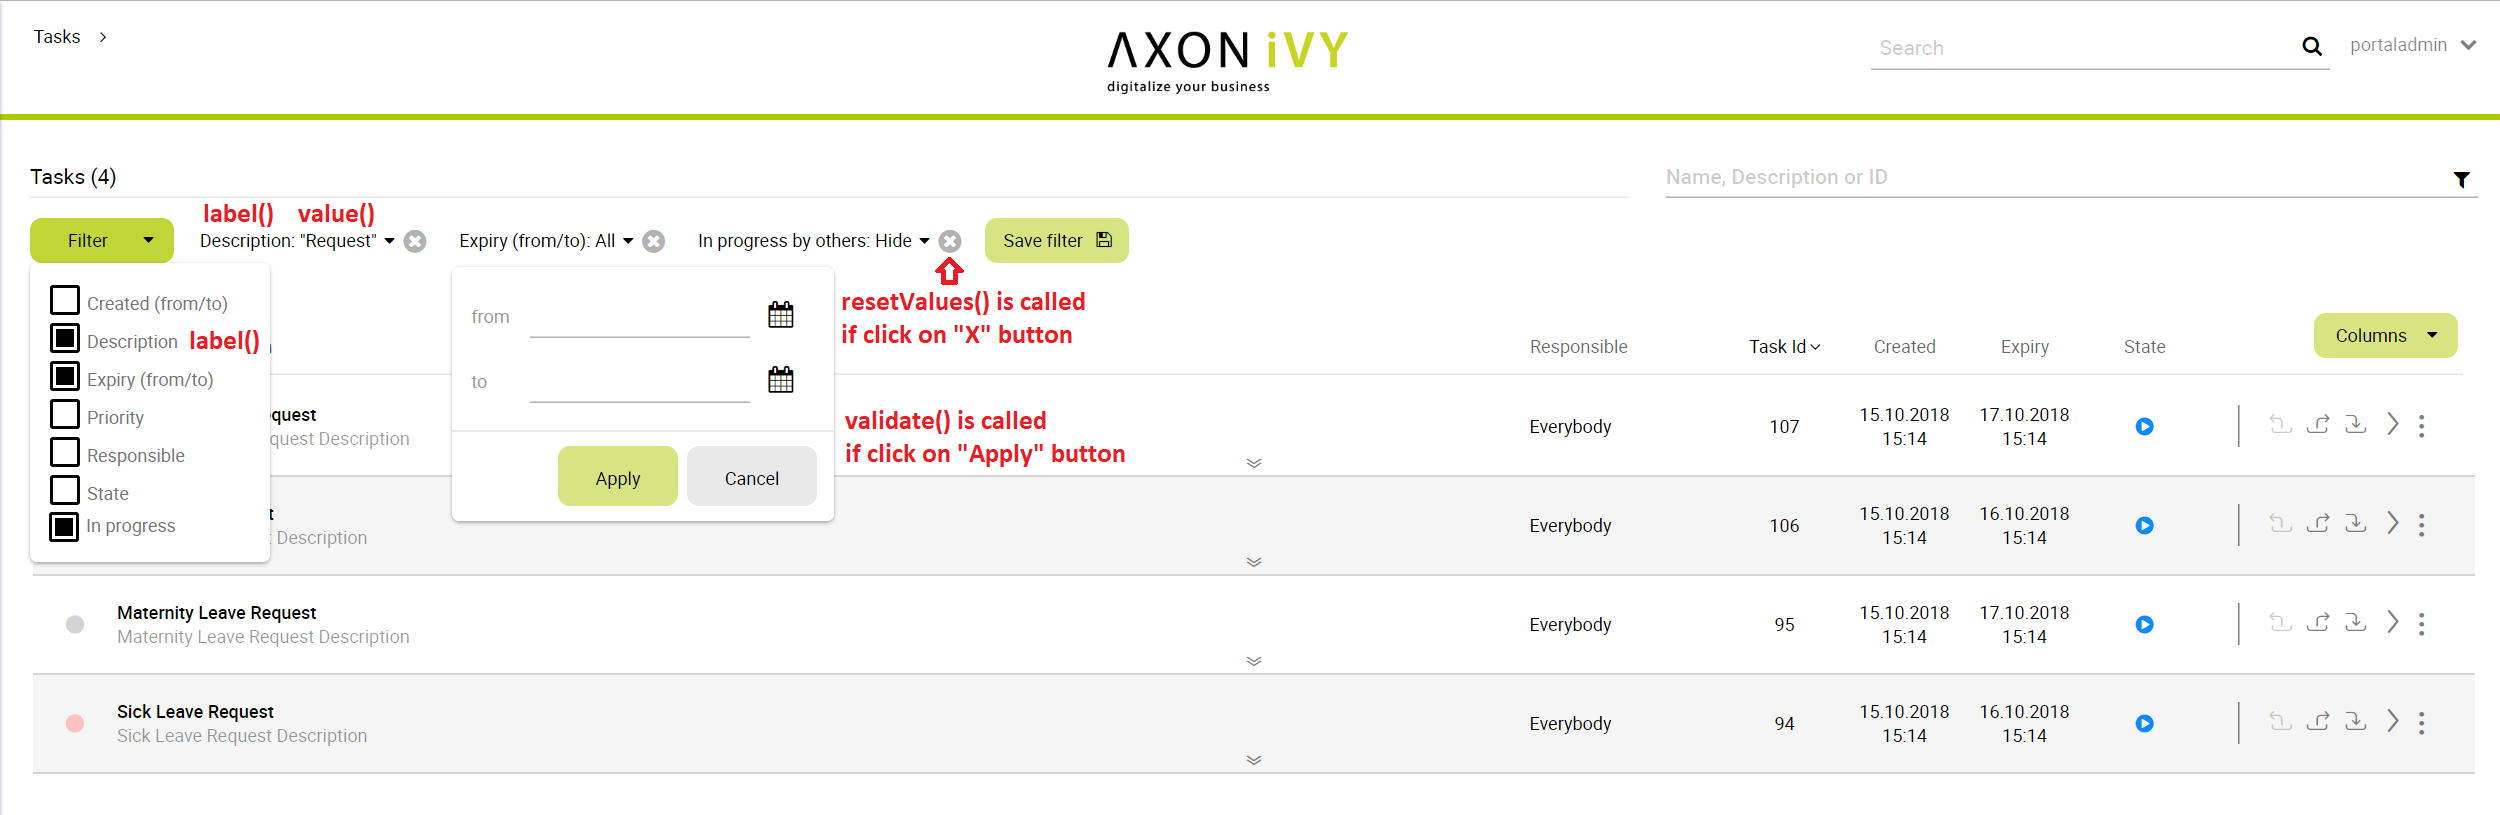 Tasks
AXON iVY
digitalize your business
Search
portaladmin
Tasks (4)
Name, Description or ID
label() value()
Filter
Description: "Request"
Expiry (from/to): All
In progress by others: Hide
Save filter
Created (from/to)
Description label()
Expiry (from/to)
Priority
Responsible
State
In progress
from
to
Apply
Cancel
resetValues() is called
if click on "X" button
validate() is called
if click on "Apply" button
Responsible
Task Id
Created
Expiry
State
Columns
quest
quest Description
Everybody
107
15.10.2018
15:14
17.10.2018
15:14
t
Description
Everybody
106
15.10.2018
15:14
16.10.2018
15:14
Maternity Leave Request
Maternity Leave Request Description
Everybody
95
15.10.2018
15:14
17.10.2018
15:14
Sick Leave Request
Sick Leave Request Description
Everybody
94
15.10.2018
15:14
16.10.2018
15:14